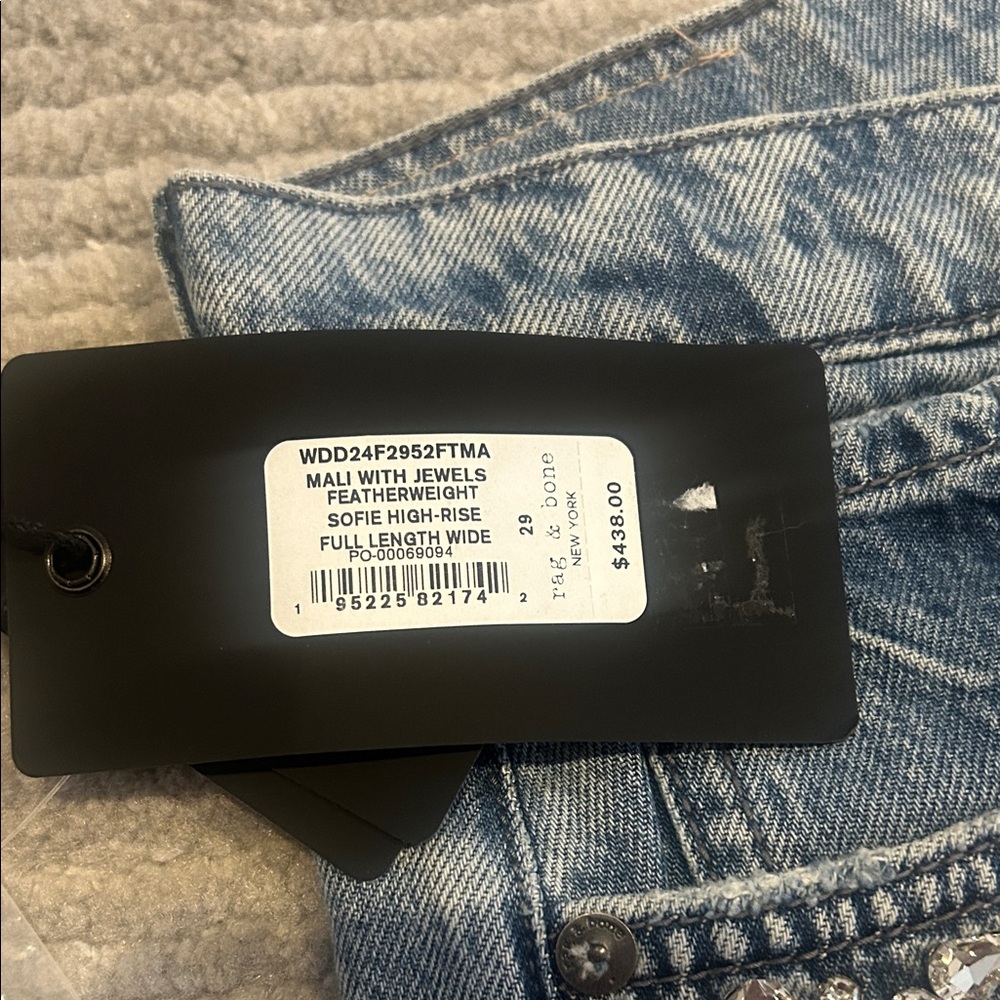 WDD24F2952FTMA
MALI WITH JEWELS
FEATHERWEIGHT
SOFIE HIGH-RISE
FULL LENGTH WIDE
PO-00069094
1 95225 82174 2
29
rag & bone
NEW YORK
$438.00
& bone